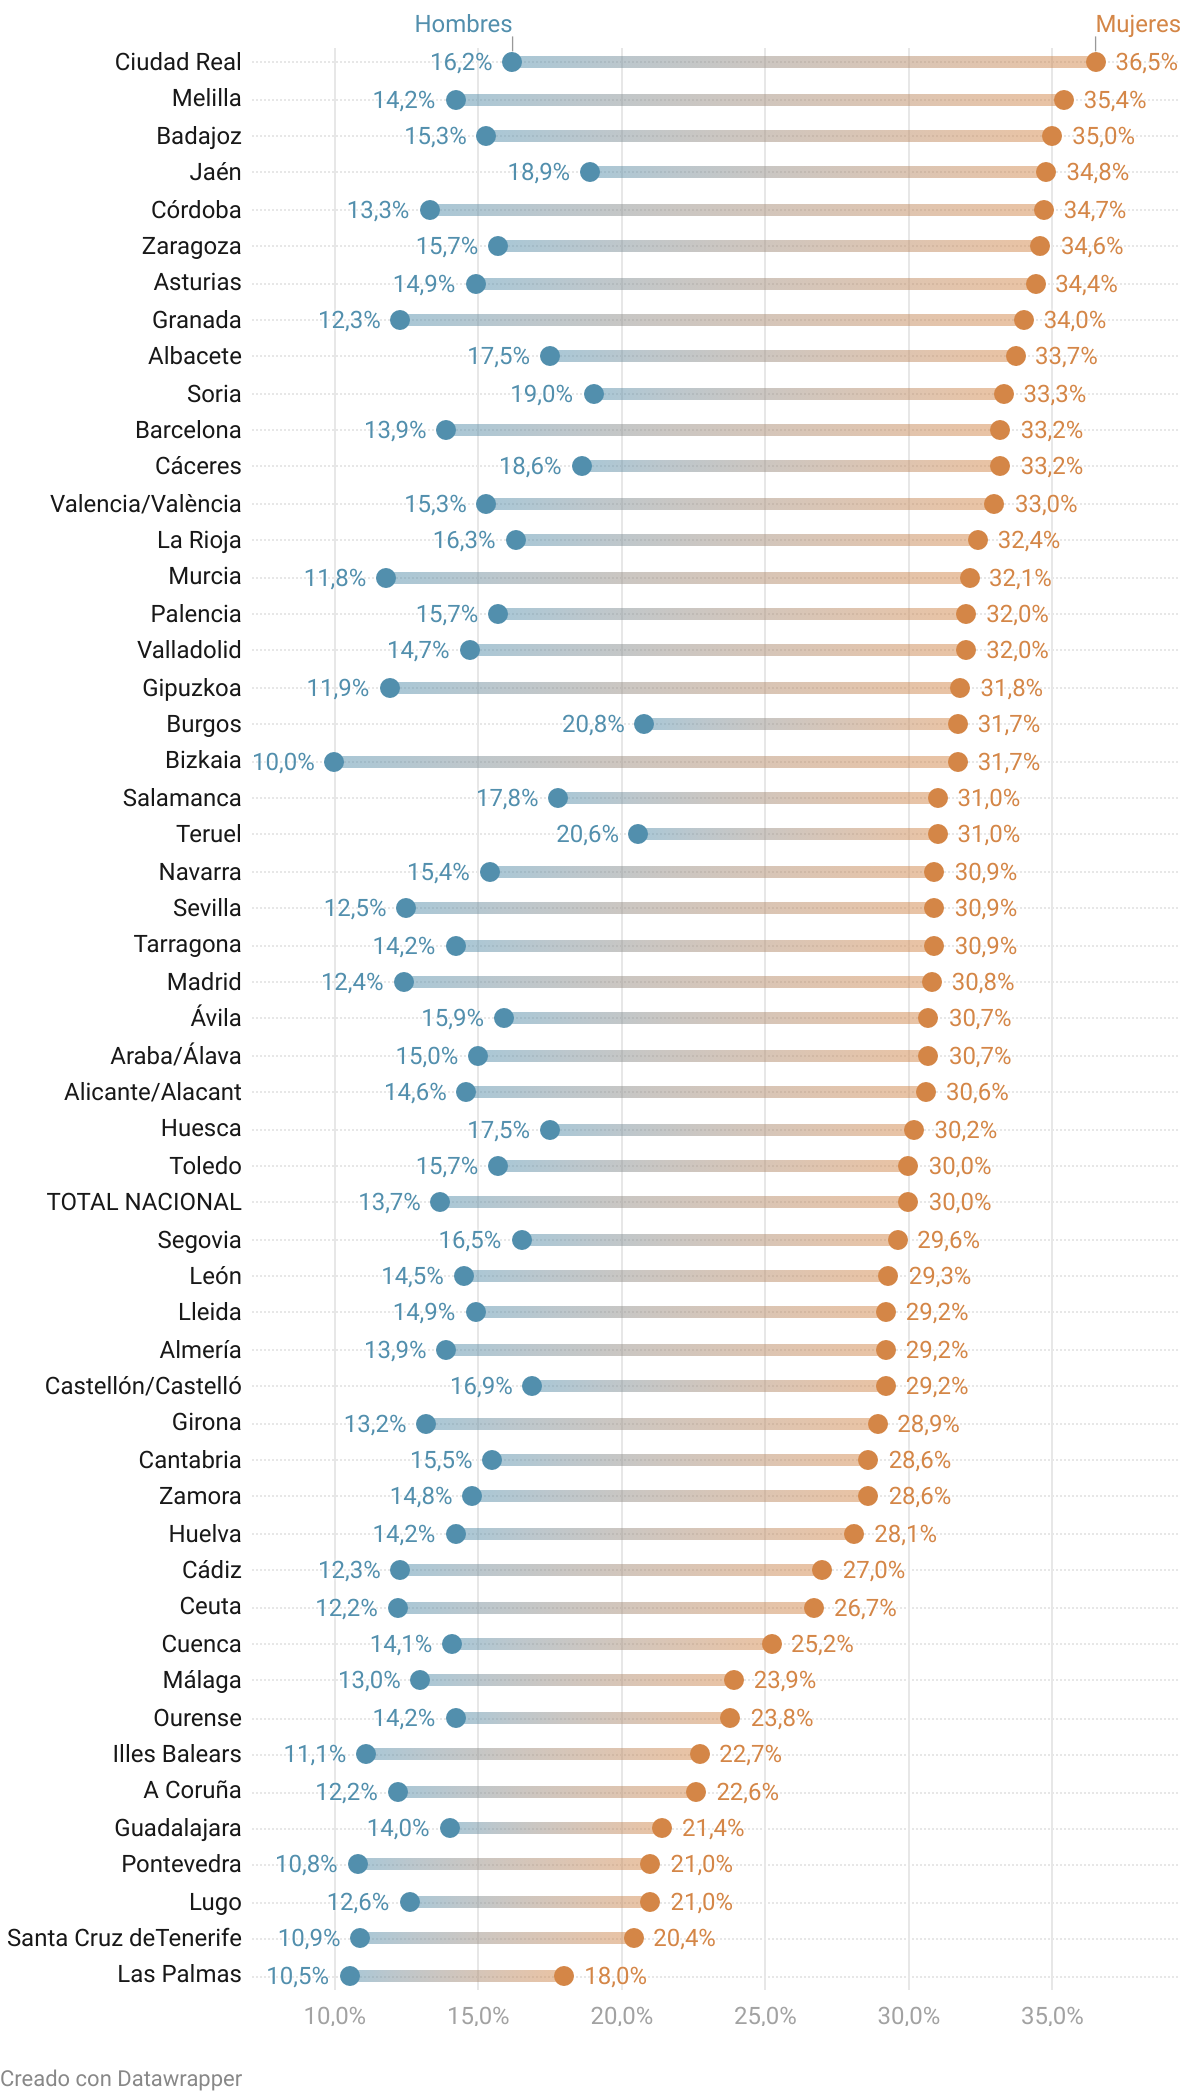 Hombres Mujeres
Ciudad Real 16,2% 36,5%
Melilla 14,2% 35,4%
Badajoz 15,3% 35,0%
Jaén 18,9% 34,8%
Córdoba 13,3% 34,7%
Zaragoza 15,7% 34,6%
Asturias 14,9% 34,4%
Granada 12,3% 34,0%
Albacete 17,5% 33,7%
Soria 19,0% 33,3%
Barcelona 13,9% 33,2%
Cáceres 18,6% 33,2%
Valencia/València 15,3% 33,0%
La Rioja 16,3% 32,4%
Murcia 11,8% 32,1%
Palencia 15,7% 32,0%
Valladolid 14,7% 32,0%
Gipuzkoa 11,9% 31,8%
Burgos 20,8% 31,7%
Bizkaia 10,0% 31,7%
Salamanca 17,8% 31,0%
Teruel 20,6% 31,0%
Navarra 15,4% 30,9%
Sevilla 12,5% 30,9%
Tarragona 14,2% 30,9%
Madrid 12,4% 30,8%
Ávila 15,9% 30,7%
Araba/Álava 15,0% 30,7%
Alicante/Alacant 14,6% 30,6%
Huesca 17,5% 30,2%
Toledo 15,7% 30,0%
TOTAL NACIONAL 13,7% 30,0%
Segovia 16,5% 29,6%
León 14,5% 29,3%
Lleida 14,9% 29,2%
Almería 13,9% 29,2%
Castellón/Castelló 16,9% 29,2%
Girona 13,2% 28,9%
Cantabria 15,5% 28,6%
Zamora 14,8% 28,6%
Huelva 14,2% 28,1%
Cádiz 12,3% 27,0%
Ceuta 12,2% 26,7%
Cuenca 14,1% 25,2%
Málaga 13,0% 23,9%
Ourense 14,2% 23,8%
Illes Balears 11,1% 22,7%
A Coruña 12,2% 22,6%
Guadalajara 14,0% 21,4%
Pontevedra 10,8% 21,0%
Lugo 12,6% 21,0%
Santa Cruz deTenerife 10,9% 20,4%
Las Palmas 10,5% 18,0%
10,0% 15,0% 20,0% 25,0% 30,0% 35,0%
Creado con Datawrapper